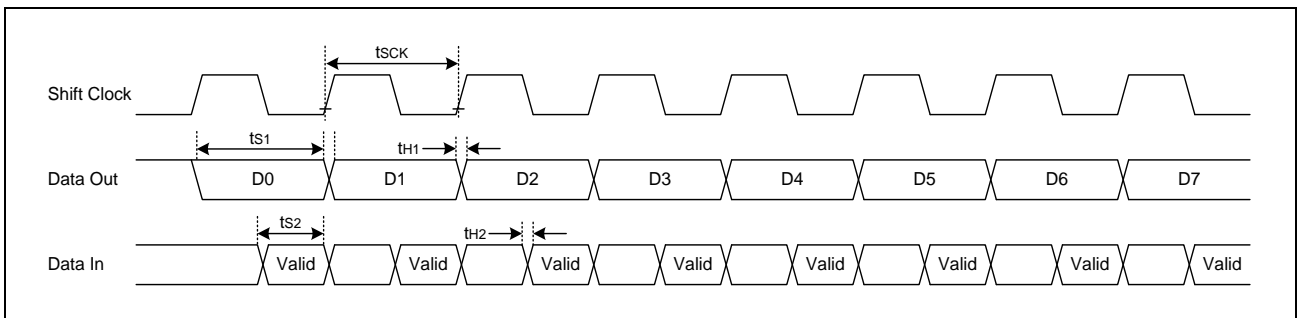 tSCK
Shift Clock
tS1
tH1
Data Out
D0
D1
D2
D3
D4
D5
D6
D7
tS2
tH2
Data In
Valid
Valid
Valid
Valid
Valid
Valid
Valid
Valid